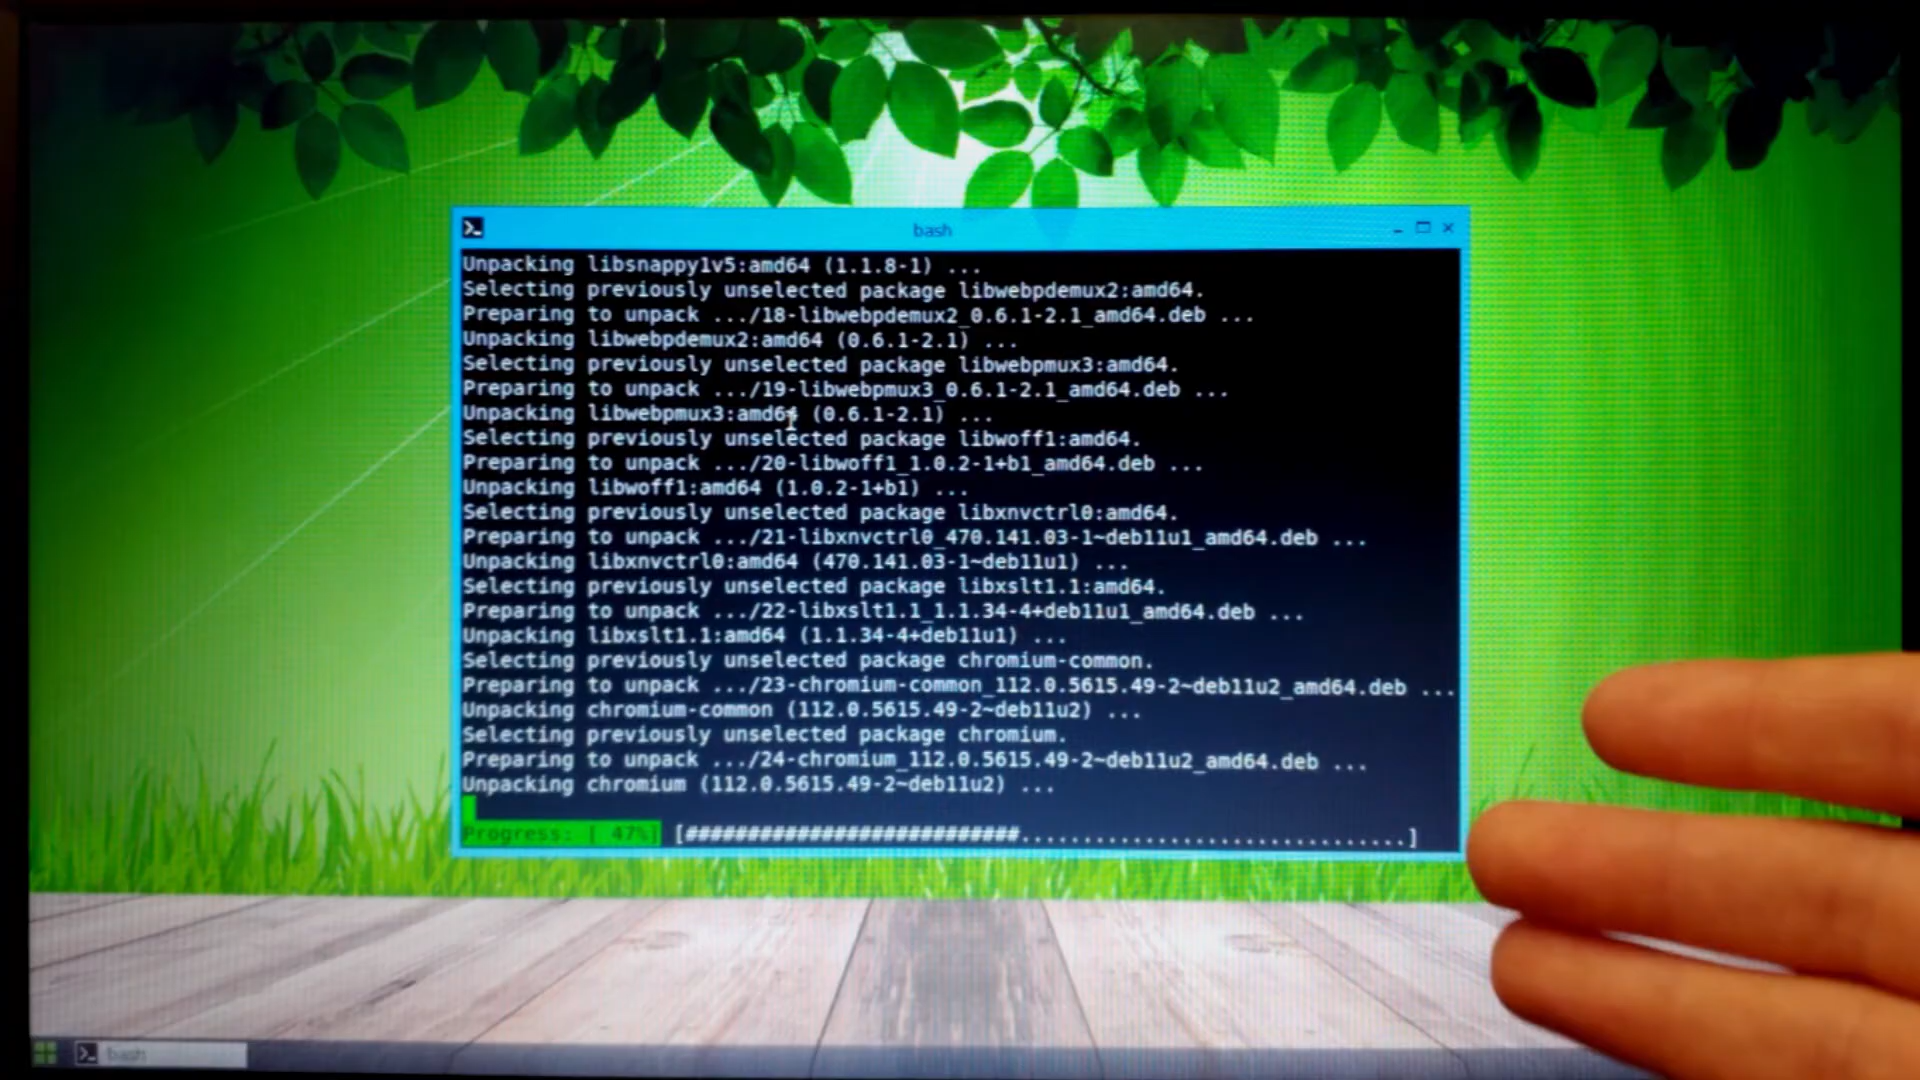 bash
Unpacking libsnappy1v5:amd64 (1.1.8-1) ...
Selecting previously unselected package libwebpdemux2:amd64.
Preparing to unpack .../18-libwebpdemux2_0.6.1-2.1_amd64.deb ...
Unpacking libwebpdemux2:amd64 (0.6.1-2.1) ...
Selecting previously unselected package libwebpmux3:amd64.
Preparing to unpack .../19-libwebpmux3_0.6.1-2.1_amd64.deb ...
Unpacking libwebpmux3:amd64 (0.6.1-2.1) ...
Selecting previously unselected package libwoff1:amd64.
Preparing to unpack .../20-libwoff1_1.0.2-1+b1_amd64.deb ...
Unpacking libwoff1:amd64 (1.0.2-1+b1) ...
Selecting previously unselected package libxnvctrl0:amd64.
Preparing to unpack .../21-libxnvctrl0_470.141.03-1~deb11u1_amd64.deb ...
Unpacking libxnvctrl0:amd64 (470.141.03-1~deb11u1) ...
Selecting previously unselected package libxslt1.1:amd64.
Preparing to unpack .../22-libxslt1.1_1.1.34-4+deb11u1_amd64.deb ...
Unpacking libxslt1.1:amd64 (1.1.34-4+deb11u1) ...
Selecting previously unselected package chromium-common.
Preparing to unpack .../23-chromium-common_112.0.5615.49-2~deb11u2_amd64.deb ...
Unpacking chromium-common (112.0.5615.49-2~deb11u2) ...
Selecting previously unselected package chromium.
Preparing to unpack .../24-chromium_112.0.5615.49-2~deb11u2_amd64.deb ...
Unpacking chromium (112.0.5615.49-2~deb11u2) ...
Progress: [ 47%] [###########################...............................]
bash